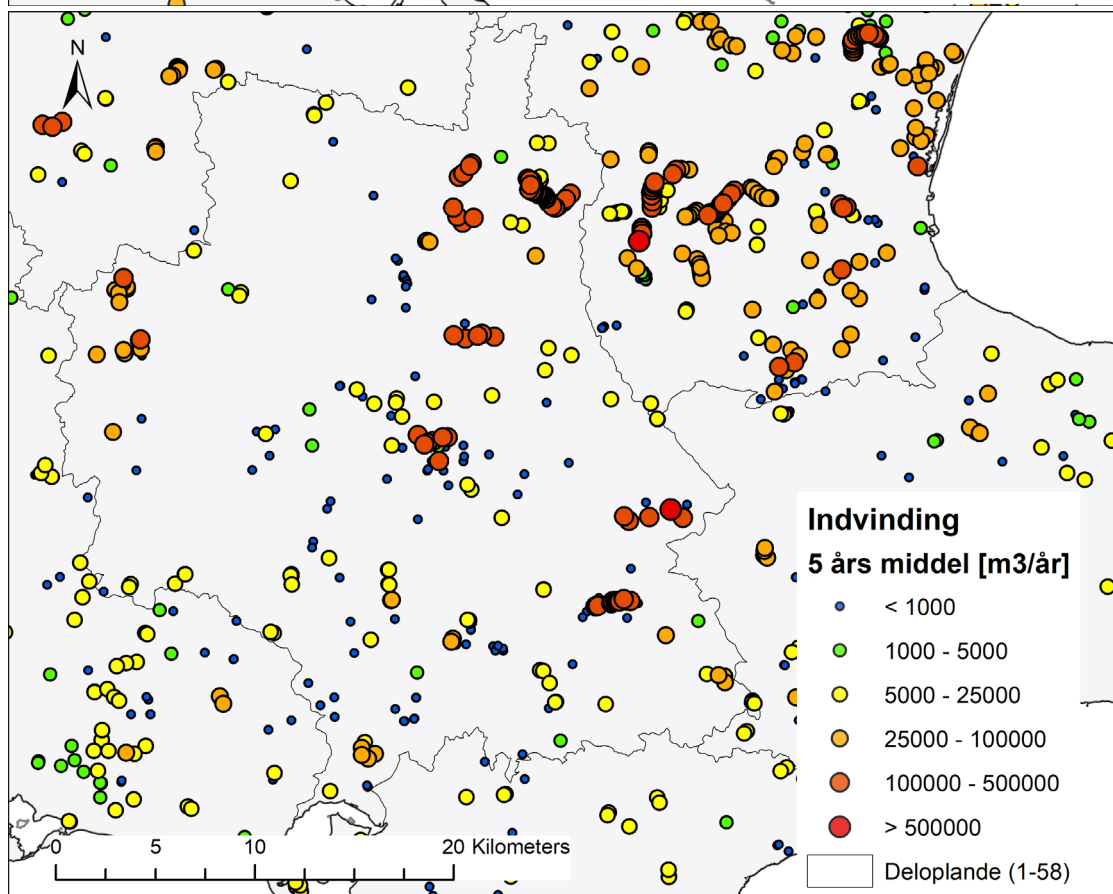 N
Indvinding
5 års middel [m3/år]
< 1000
1000 - 5000
5000 - 25000
25000 - 100000
100000 - 500000
> 500000
Deloplande (1-58)
0 5 10 20 Kilometers